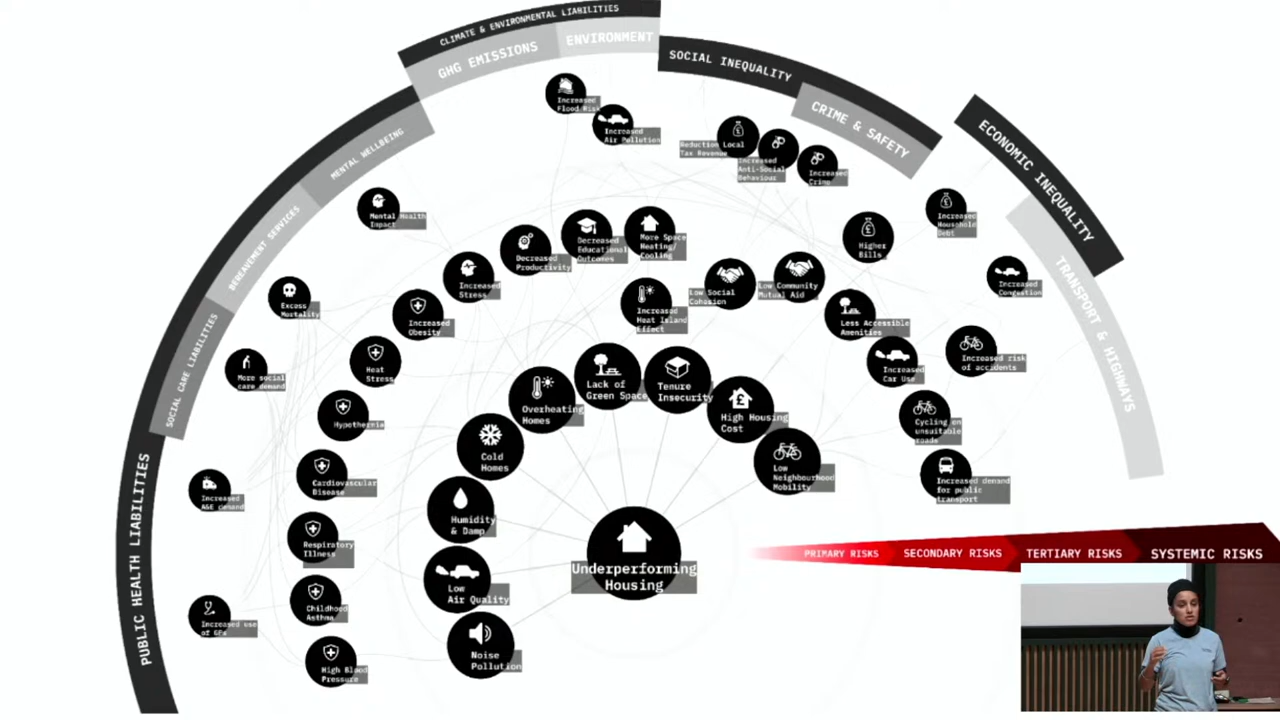 CLIMATE & ENVIRONMENTAL LIABILITIES
GHG EMISSIONS
ENVIRONMENT
SOCIAL INEQUALITY
CRIME & SAFETY
ECONOMIC INEQUALITY
TRANSPORT & HIGHWAYS
MENTAL WELLBEING
BEREAVEMENT SERVICES
SOCIAL CARE LIABILITIES
PUBLIC HEALTH LIABILITIES
Increased
Flood Risk
Increased
Air Pollution
Reduction Local
Tax Revenue
Increased
Anti-Social
Behaviour
Increased
Crime
Increased
Household
Debt
Increased
Congestion
Mental Health
Impact
Excess
Mortality
More social
care demand
Increased
A&E demand
Increased use
of GPs
Decreased
Productivity
Decreased
Educational
Outcomes
More Space
Heating/
Cooling
Increased
Stress
Increased
Obesity
Heat
Stress
Hypothermia
Cardiovascular
Disease
Respiratory
Illness
Childhood
Asthma
High Blood
Pressure
Increased
Heat Island
Effect
Low Social
Cohesion
Low Community
Mutual Aid
Higher
Bills
Less Accessible
Amenities
Increased
Car Use
Increased risk
of accidents
Cycling on
unsuitable
roads
Increased demand
for public
transport
Overheating
Homes
Lack of
Green Space
Tenure
Insecurity
High Housing
Cost
Low
Neighbourhood
Mobility
Cold
Homes
Humidity
& Damp
Low
Air Quality
Noise
Pollution
Underperforming
Housing
PRIMARY RISKS
SECONDARY RISKS
TERTIARY RISKS
SYSTEMIC RISKS